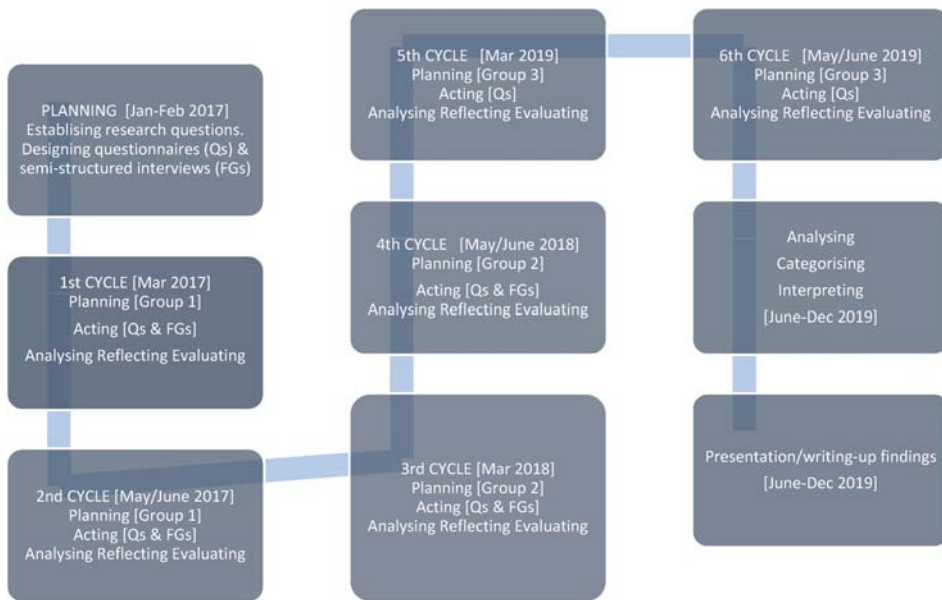 PLANNING [Jan-Feb 2017]
Establising research questions.
Designing questionnaires (Qs) &
semi-structured interviews (FGs)
1st CYCLE [Mar 2017]
Planning [Group 1]
Acting [Qs & FGs]
Analysing Reflecting Evaluating
2nd CYCLE [May/June 2017]
Planning [Group 1]
Acting [Qs & FGs]
Analysing Reflecting Evaluating
3rd CYCLE [Mar 2018]
Planning [Group 2]
Acting [Qs & FGs]
Analysing Reflecting Evaluating
4th CYCLE [May/June 2018]
Planning [Group 2]
Acting [Qs & FGs]
Analysing Reflecting Evaluating
5th CYCLE [Mar 2019]
Planning [Group 3]
Acting [Qs]
Analysing Reflecting Evaluating
6th CYCLE [May/June 2019]
Planning [Group 3]
Acting [Qs]
Analysing Reflecting Evaluating
Analysing
Categorising
Interpreting
[June-Dec 2019]
Presentation/writing-up findings
[June-Dec 2019]